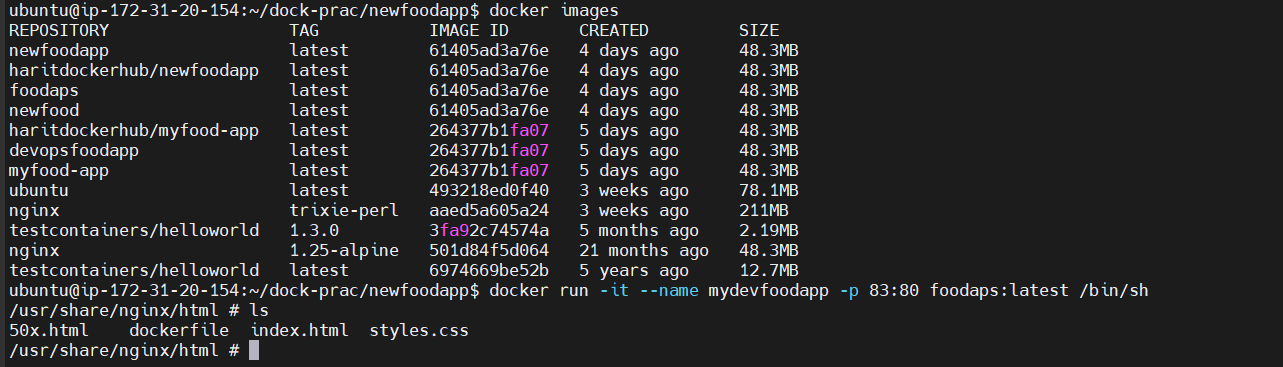 ubuntu@ip-172-31-20-154:~/dock-prac/newfoodapp$ docker images
REPOSITORY                  TAG           IMAGE ID       CREATED         SIZE
newfoodapp                  latest        61405ad3a76e   4 days ago      48.3MB
haritdockerhub/newfoodapp   latest        61405ad3a76e   4 days ago      48.3MB
foodaps                     latest        61405ad3a76e   4 days ago      48.3MB
newfood                     latest        61405ad3a76e   4 days ago      48.3MB
haritdockerhub/myfood-app   latest        264377b1fa07   5 days ago      48.3MB
devopsfoodapp               latest        264377b1fa07   5 days ago      48.3MB
myfood-app                  latest        264377b1fa07   5 days ago      48.3MB
ubuntu                      latest        493218ed0f40   3 weeks ago     78.1MB
nginx                       trixie-perl   aaed5a605a24   3 weeks ago     211MB
testcontainers/helloworld   1.3.0         3fa92c74574a   5 months ago    2.19MB
nginx                       1.25-alpine   501d84f5d064   21 months ago   48.3MB
testcontainers/helloworld   latest        6974669be52b   5 years ago     12.7MB
ubuntu@ip-172-31-20-154:~/dock-prac/newfoodapp$ docker run -it --name mydevfoodapp -p 83:80 foodaps:latest /bin/sh
/usr/share/nginx/html # ls
50x.html    dockerfile  index.html  styles.css
/usr/share/nginx/html #